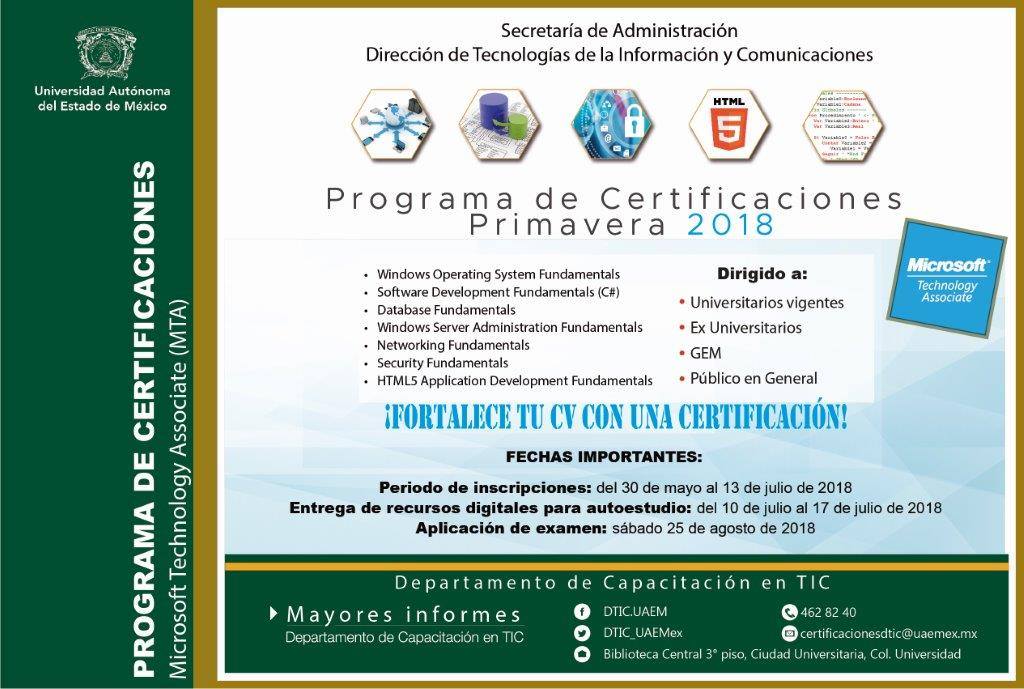 Universidad Autónoma
del Estado de México
PROGRAMA DE CERTIFICACIONES
Microsoft Technology Associate (MTA)
Secretaría de Administración
Dirección de Tecnologías de la Información y Comunicaciones
HTML
5
Programa de Certificaciones
Primavera 2018
• Windows Operating System Fundamentals
• Software Development Fundamentals (C#)
• Database Fundamentals
• Windows Server Administration Fundamentals
• Networking Fundamentals
• Security Fundamentals
• HTML5 Application Development Fundamentals
Dirigido a:
• Universitarios vigentes
• Ex Universitarios
• GEM
• Público en General
Microsoft
Technology
Associate
¡FORTALECE TU CV CON UNA CERTIFICACIÓN!
FECHAS IMPORTANTES:
Periodo de inscripciones: del 30 de mayo al 13 de julio de 2018
Entrega de recursos digitales para autoestudio: del 10 de julio al 17 de julio de 2018
Aplicación de examen: sábado 25 de agosto de 2018
Departamento de Capacitación en TIC
Mayores informes
Departamento de Capacitación en TIC
DTIC.UAEM
DTIC_UAEMex
Biblioteca Central 3° piso, Ciudad Universitaria, Col. Universidad
462 82 40
certificacionesdtic@uaemex.mx